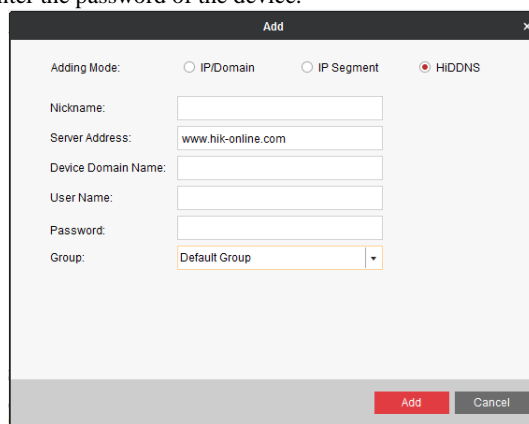 nter the password of the device.
Add ×
Adding Mode: IP/Domain IP Segment HiDDNS
Nickname:
Server Address: www.hik-online.com
Device Domain Name:
User Name:
Password:
Group: Default Group
Add Cancel